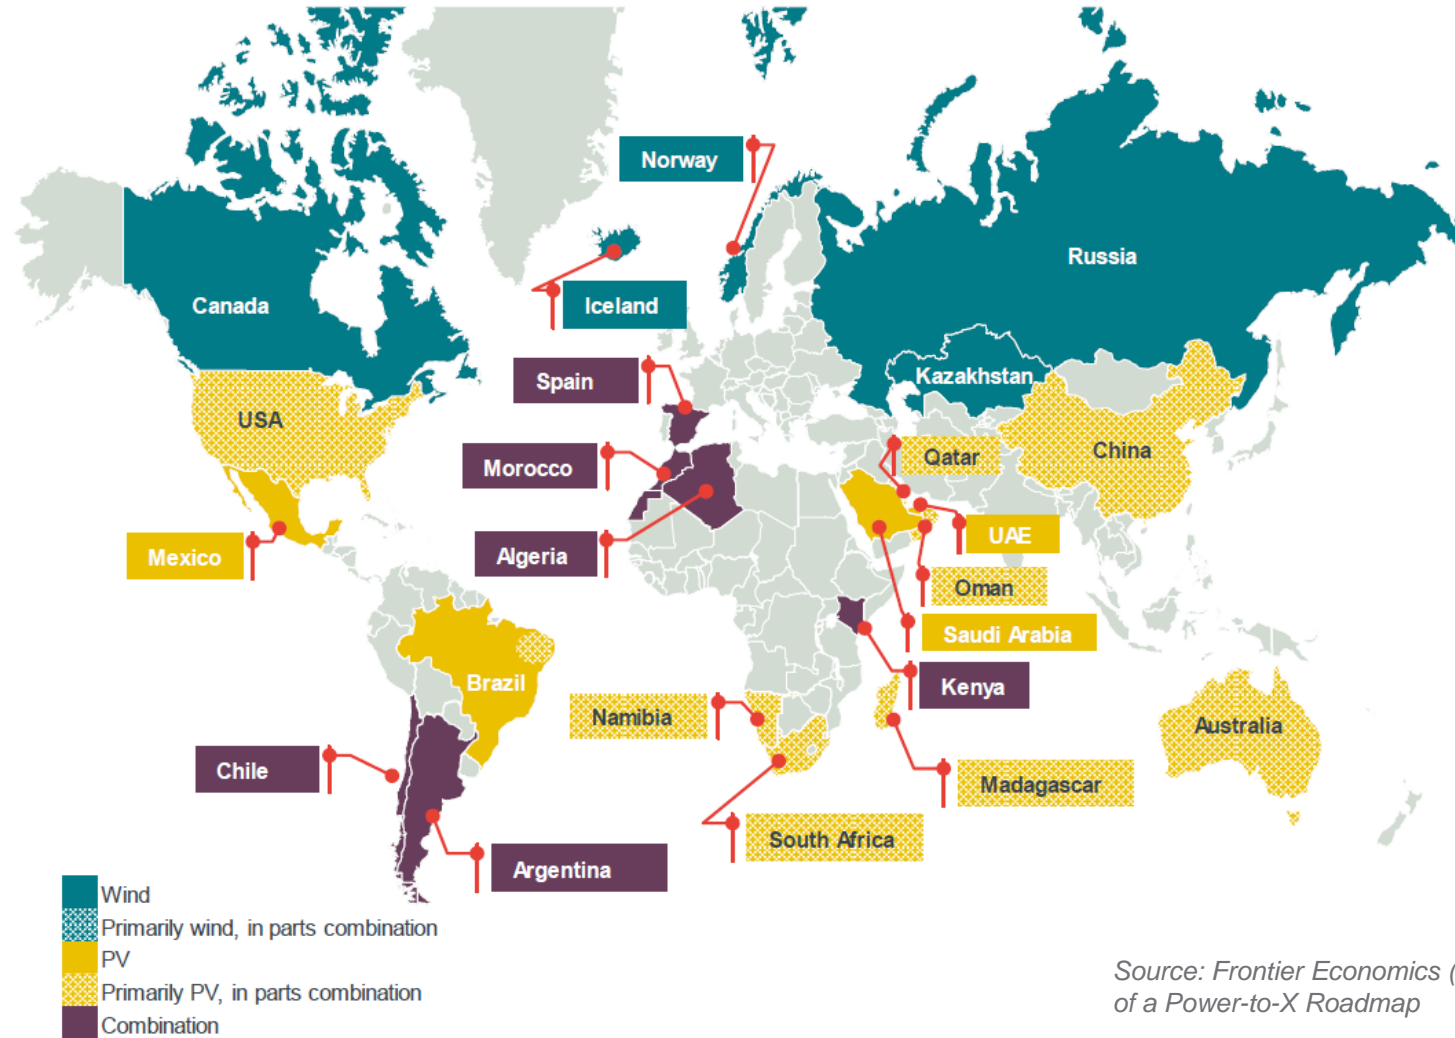 Norway
Russia
Canada
Iceland
Spain
Kazakhstan
USA
Morocco
Qatar
China
Algeria
UAE
Mexico
Oman
Saudi Arabia
Brazil
Kenya
Namibia
Australia
Chile
Madagascar
South Africa
Argentina
Wind
Primarily wind, in parts combination
PV
Primarily PV, in parts combination
Combination
Source: Frontier Economics (
of a Power-to-X Roadmap